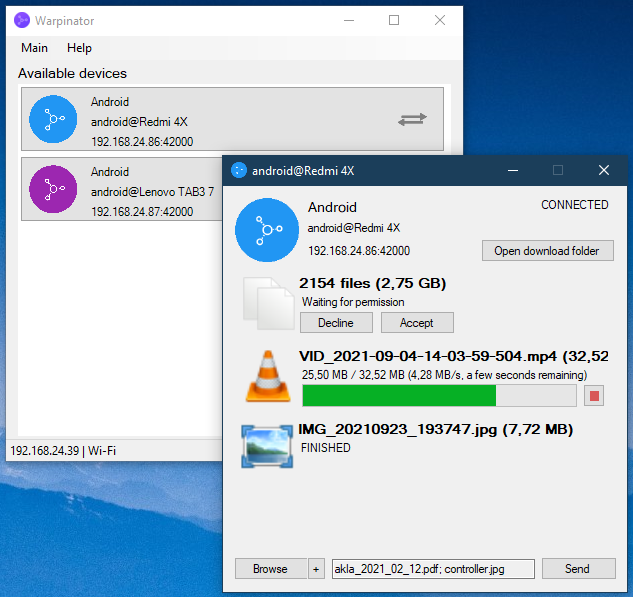 Warpinator
Main Help
Available devices
Android
android@Redmi 4X
192.168.24.86:42000
Android
android@Lenovo TAB3 7
192.168.24.87:42000
192.168.24.39 | Wi-Fi
android@Redmi 4X
Android
CONNECTED
android@Redmi 4X
192.168.24.86:42000
Open download folder
2154 files (2,75 GB)
Waiting for permission
Decline Accept
VID_2021-09-04-14-03-59-504.mp4 (32,52
25,50 MB / 32,52 MB (4,28 MB/s, a few seconds remaining)
IMG_20210923_193747.jpg (7,72 MB)
FINISHED
Browse + akla_2021_02_12.pdf; controller.jpg Send